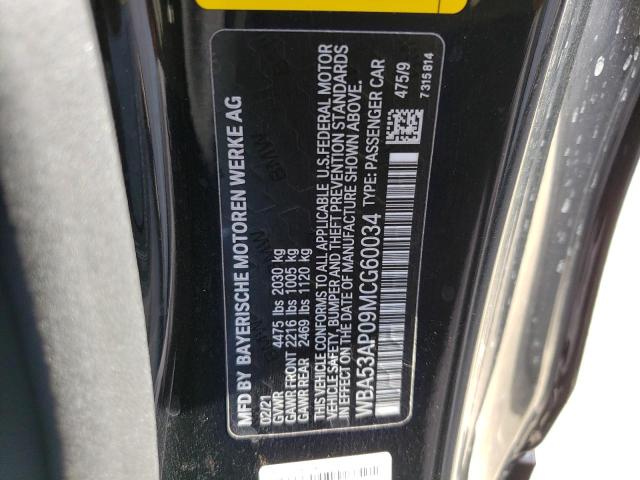 MFD BY BAYERISCHE MOTOREN WERKE AG
02/21
GVWR 4475 lbs 2030 kg
GAWR FRONT 2216 lbs 1005 kg
GAWR REAR 2469 lbs 1120 kg
THIS VEHICLE CONFORMS TO ALL APPLICABLE U.S. FEDERAL MOTOR
VEHICLE SAFETY, BUMPER AND THEFT PREVENTION STANDARDS
IN EFFECT ON THE DATE OF MANUFACTURE SHOWN ABOVE.
WBA53AP09MCG60034 TYPE: PASSENGER CAR
475/9
7 315 814